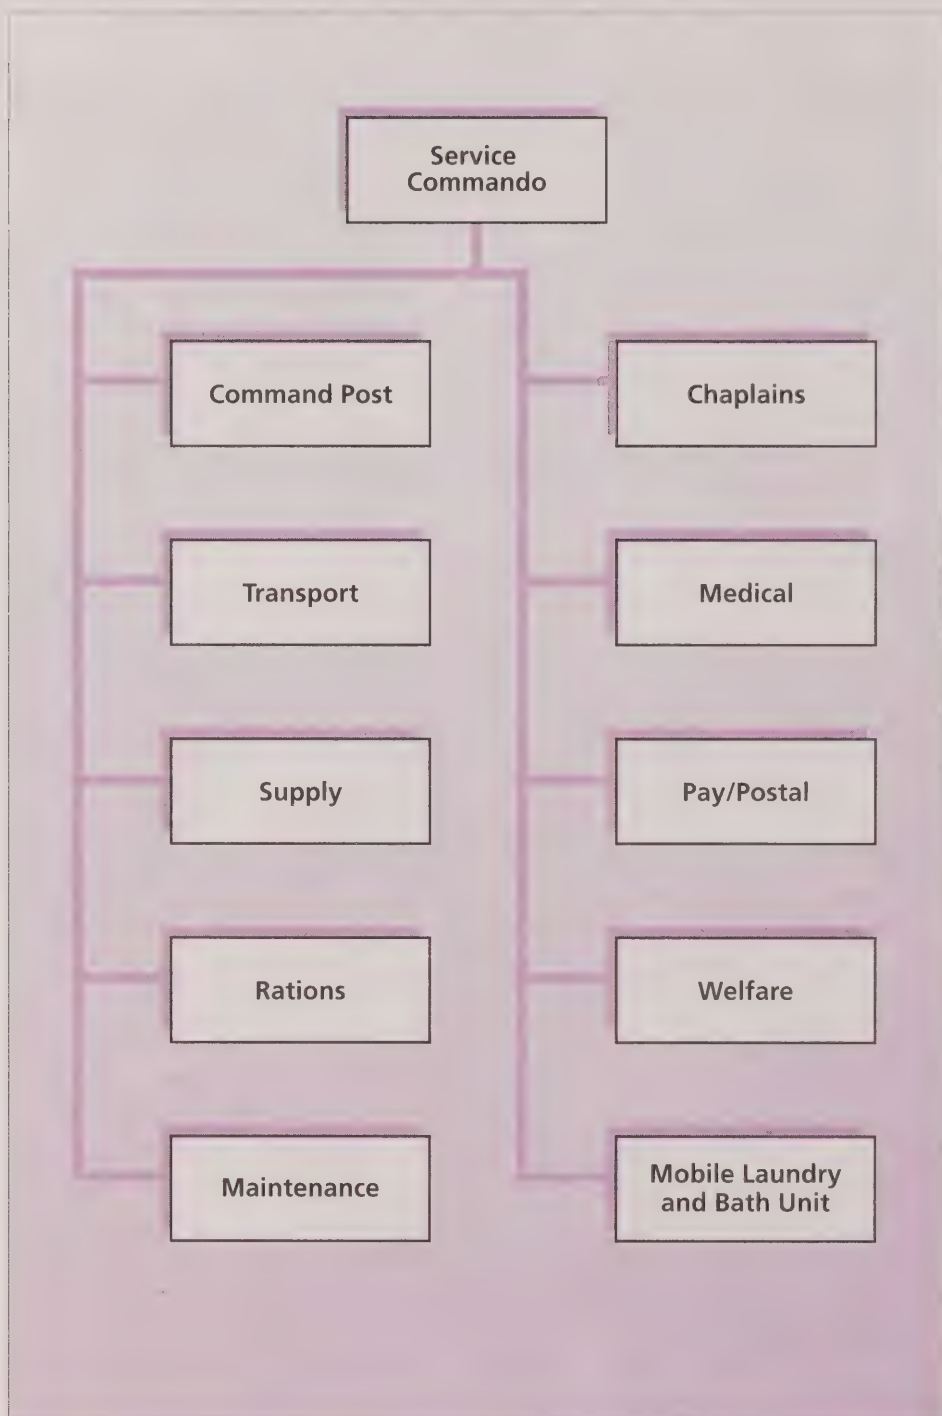 Service
Commando
Command Post
Transport
Supply
Rations
Maintenance
Chaplains
Medical
Pay/Postal
Welfare
Mobile Laundry
and Bath Unit